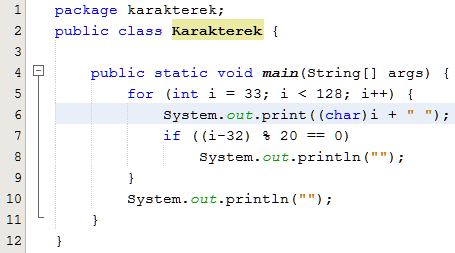 1 package karakterek;
2 public class Karakterek {
3
4 public static void main(String[] args) {
5 for (int i = 33; i < 128; i++) {
6 System.out.print((char)i + " ");
7 if ((i-32) % 20 == 0)
8 System.out.println("");
9 }
10 System.out.println("");
11 }
12 }